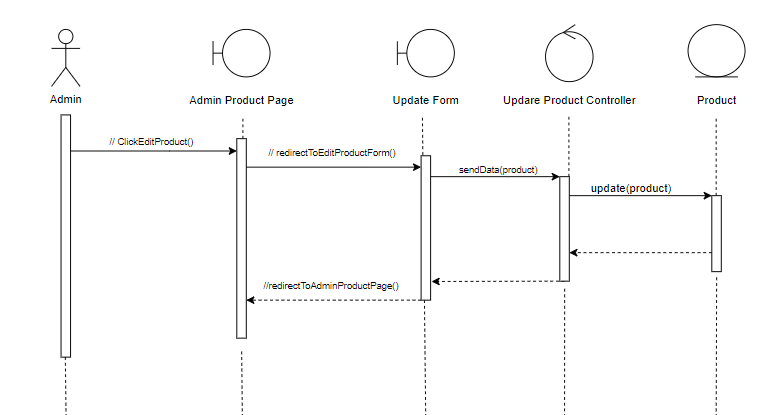 Admin
Admin Product Page
Update Form
Updare Product Controller
Product
// ClickEditProduct()
// redirectToEditProductForm()
sendData(product)
update(product)
//redirectToAdminProductPage()